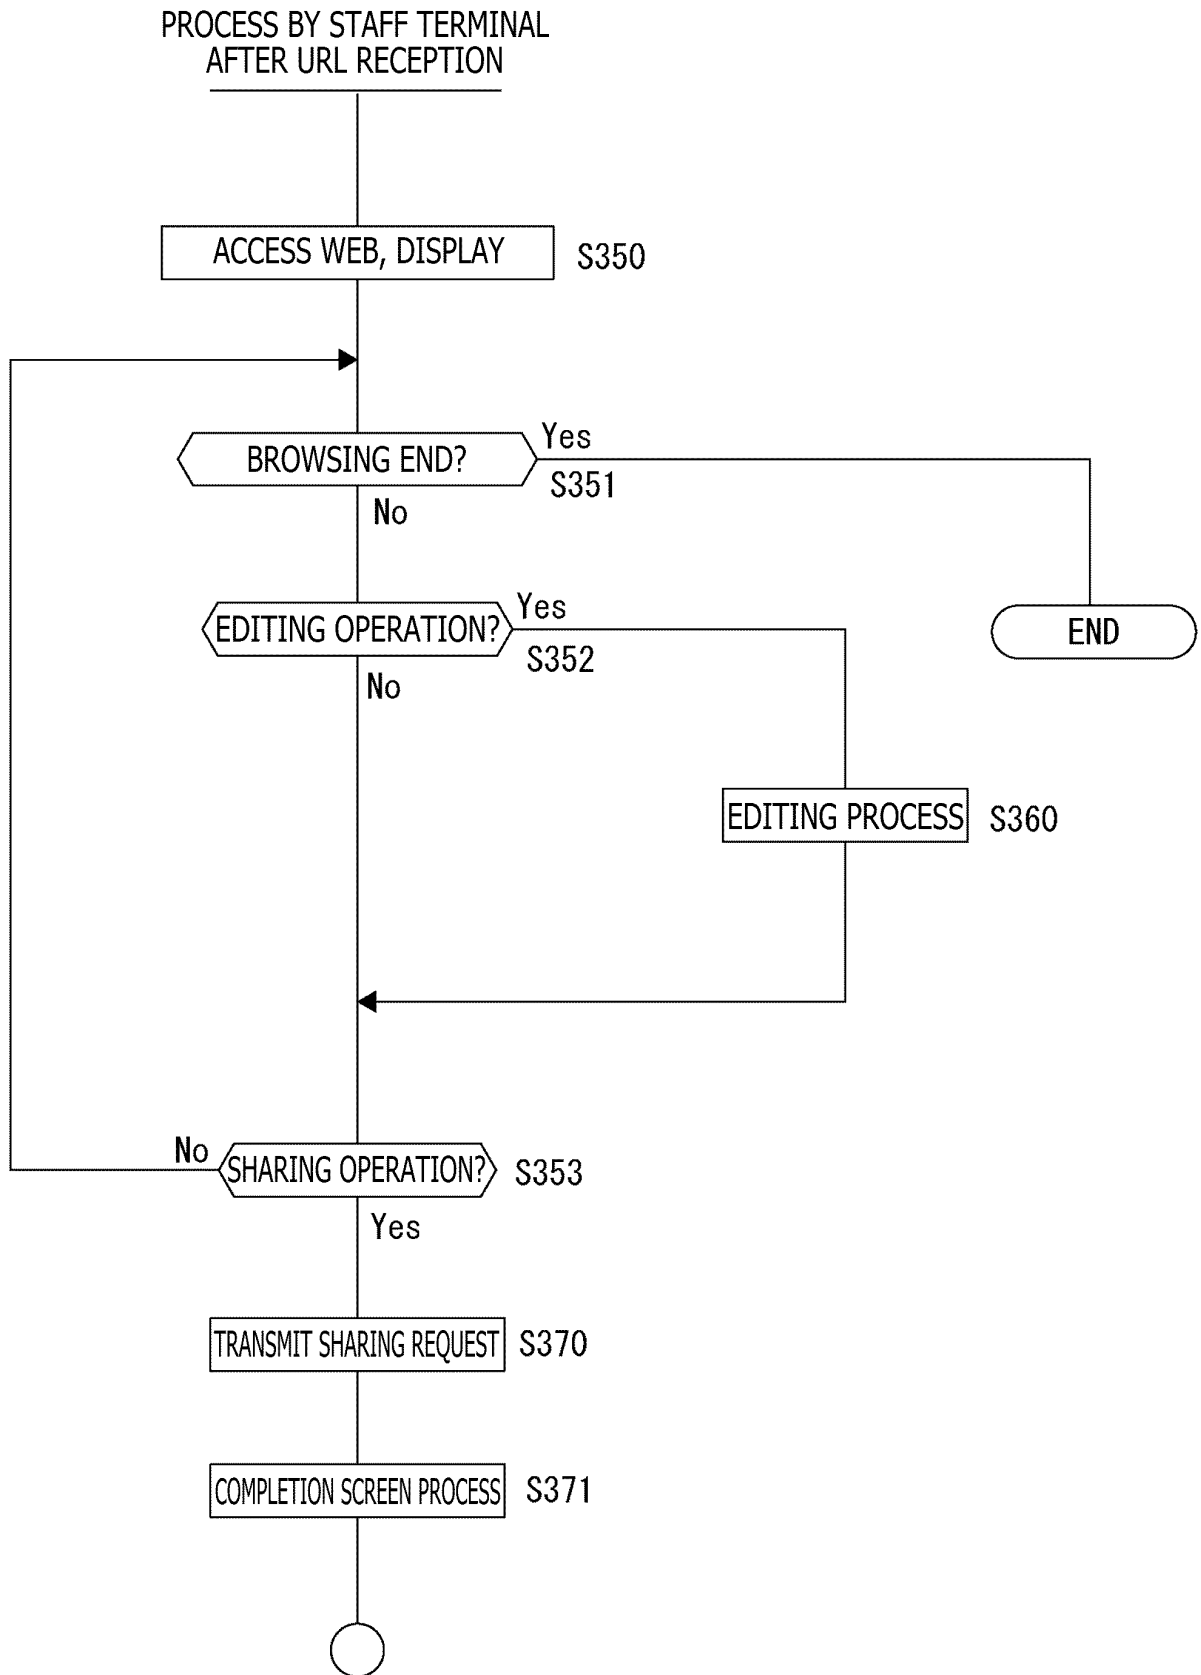 PROCESS BY STAFF TERMINAL
AFTER URL RECEPTION
ACCESS WEB, DISPLAY
S350
BROWSING END?
Yes
S351
No
EDITING OPERATION?
Yes
S352
No
END
EDITING PROCESS
S360
No
SHARING OPERATION?
S353
Yes
TRANSMIT SHARING REQUEST
S370
COMPLETION SCREEN PROCESS
S371